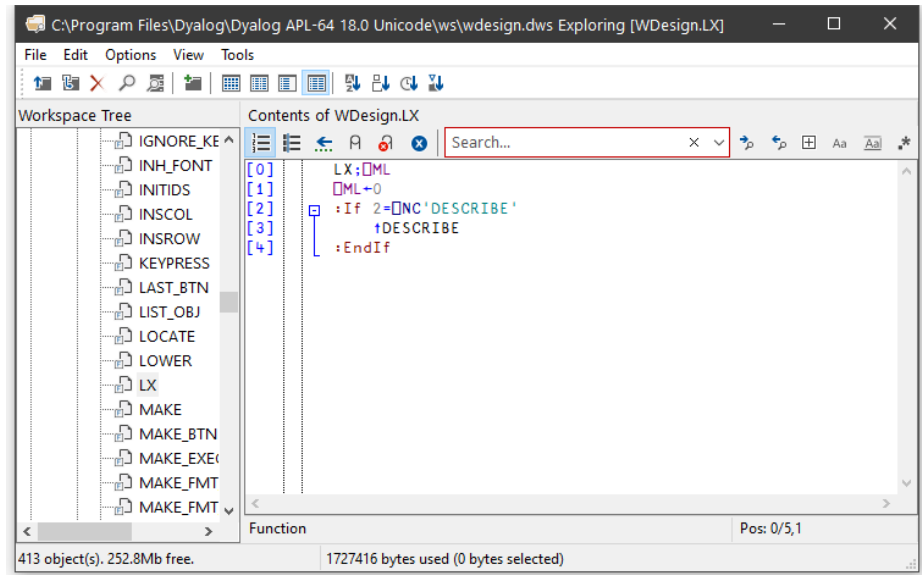 C:\Program Files\Dyalog\Dyalog APL-64 18.0 Unicode\ws\wdesign.dws Exploring [WDesign.LX]
File Edit Options View Tools
Workspace Tree
Contents of WDesign.LX
Search...
Aa
Aa
IGNORE_KE
INH_FONT
INITIDS
INSCOL
INSROW
KEYPRESS
LAST_BTN
LIST_OBJ
LOCATE
LOWER
LX
MAKE
MAKE_BTN
MAKE_EXE
MAKE_FMT
MAKE_FMT
[0] LX;⎕ML
[1] ⎕ML←0
[2] :If 2=⎕NC'DESCRIBE'
[3] ↑DESCRIBE
[4] :EndIf
Function
Pos: 0/5,1
413 object(s). 252.8Mb free.
1727416 bytes used (0 bytes selected)